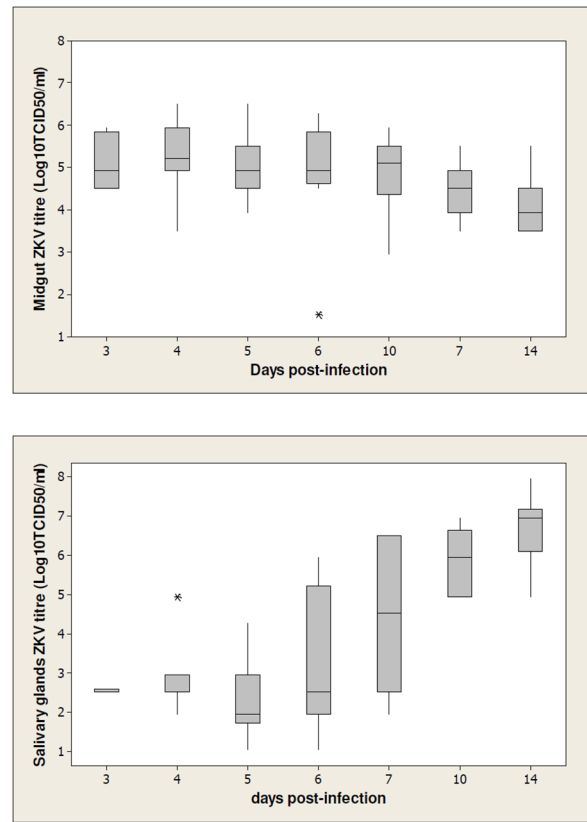 Midgut ZKV titre (Log10TCID50/ml)
8
7
6
5
4
3
2
1
3 4 5 6 10 7 14
Days post-infection
Salivary glands ZKV titre (Log10TCID50/ml)
8
7
6
5
4
3
2
1
3 4 5 6 7 10 14
days post-infection